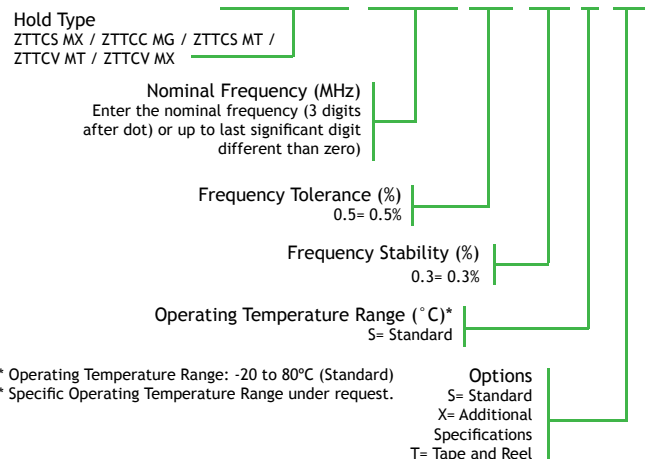 Hold Type
ZTTCS MX / ZTTCC MG / ZTTCS MT /
ZTTCV MT / ZTTCV MX
Nominal Frequency (MHz)
Enter the nominal frequency (3 digits
after dot) or up to last significant digit
different than zero)
Frequency Tolerance (%)
0.5= 0.5%
Frequency Stability (%)
0.3= 0.3%
Operating Temperature Range (°C)*
S= Standard
* Operating Temperature Range: -20 to 80ºC (Standard)
* Specific Operating Temperature Range under request.
Options
S= Standard
X= Additional
Specifications
T= Tape and Reel